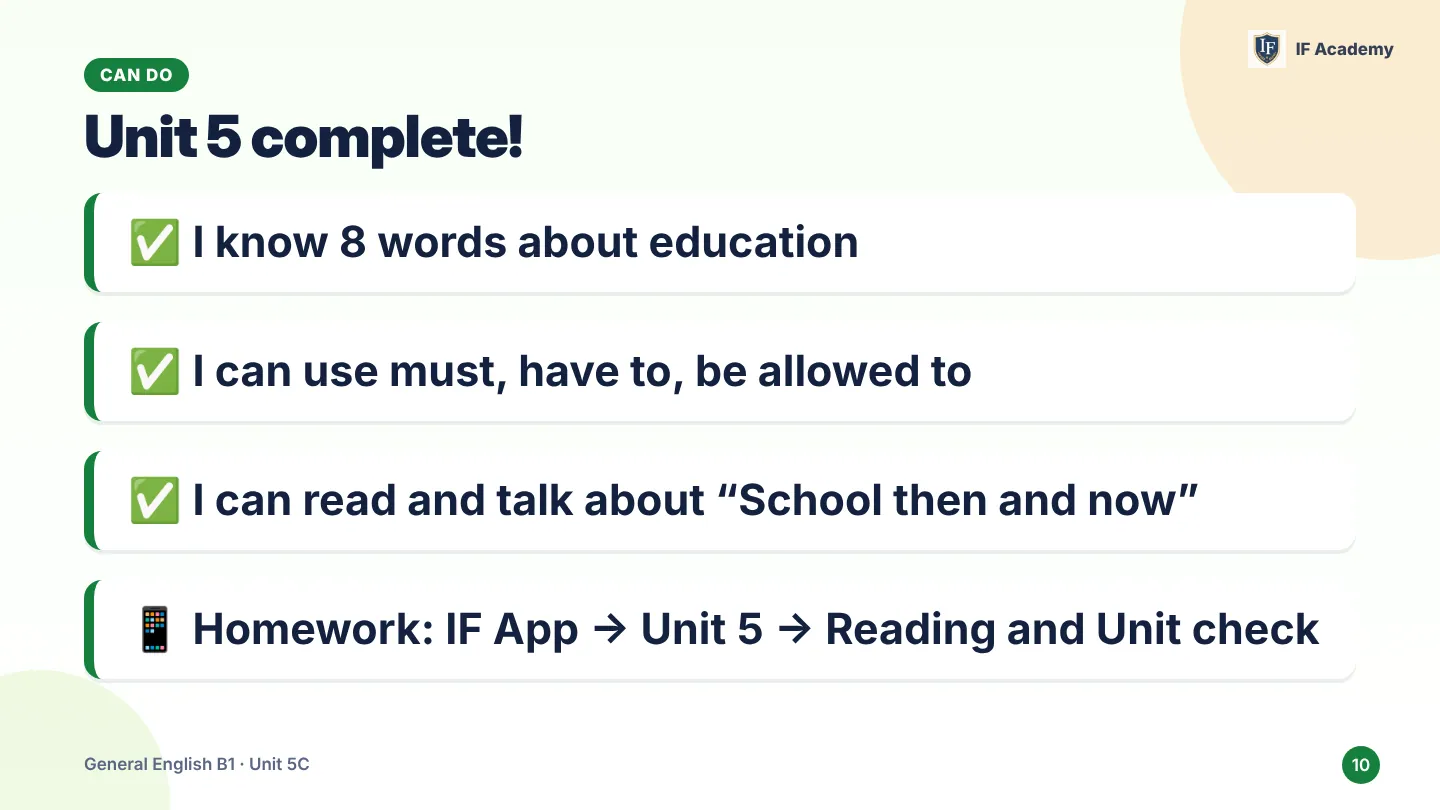 IF
IF Academy
CAN DO
Unit 5 complete!
✅ I know 8 words about education
✅ I can use must, have to, be allowed to
✅ I can read and talk about “School then and now”
📱 Homework: IF App → Unit 5 → Reading and Unit check
General English B1 · Unit 5C
10